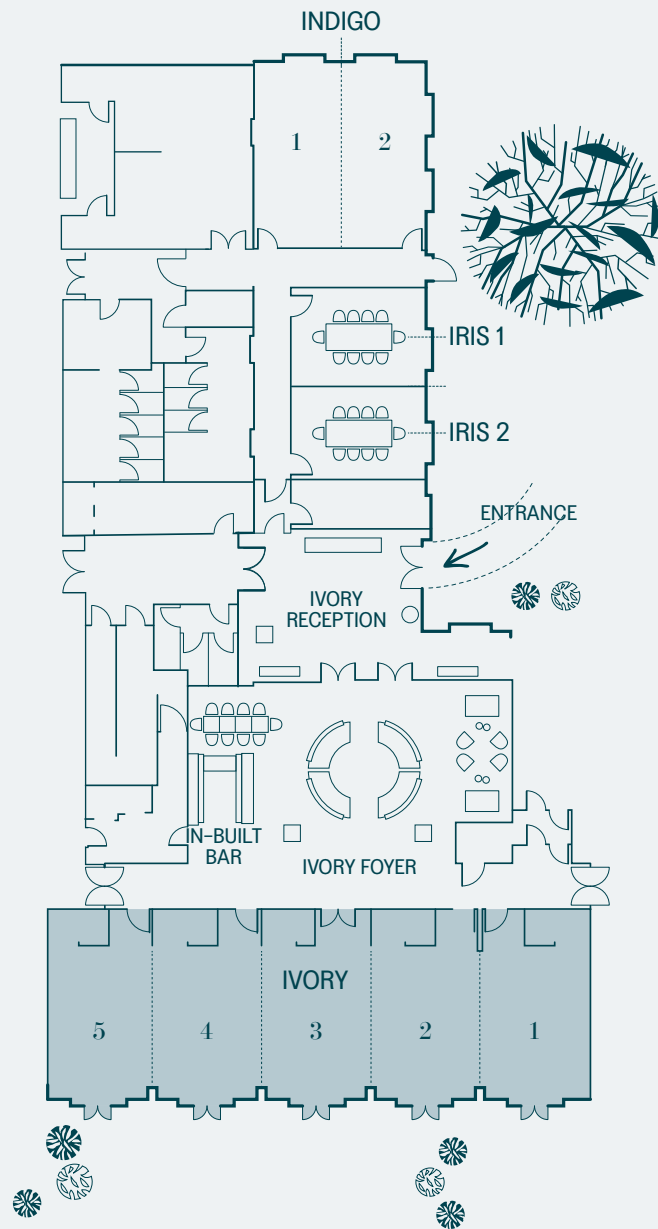 INDIGO
1
2
IRIS 1
IRIS 2
ENTRANCE
IVORY
RECEPTION
IN-BUILT
BAR
IVORY FOYER
IVORY
5
4
3
2
1